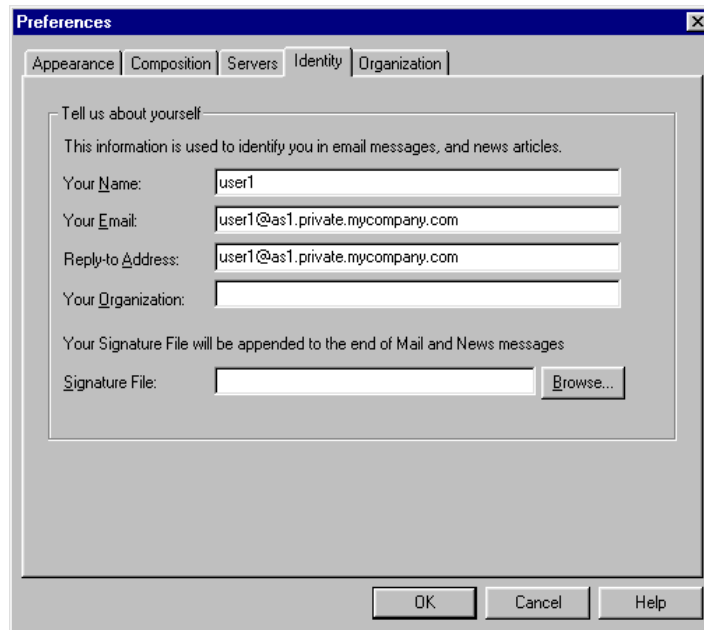 Preferences
Appearance Composition Servers Identity Organization
Tell us about yourself
This information is used to identify you in email messages, and news articles.
Your Name: user1
Your Email: user1@as1.private.mycompany.com
Reply-to Address: user1@as1.private.mycompany.com
Your Organization:
Your Signature File will be appended to the end of Mail and News messages
Signature File: Browse...
OK Cancel Help